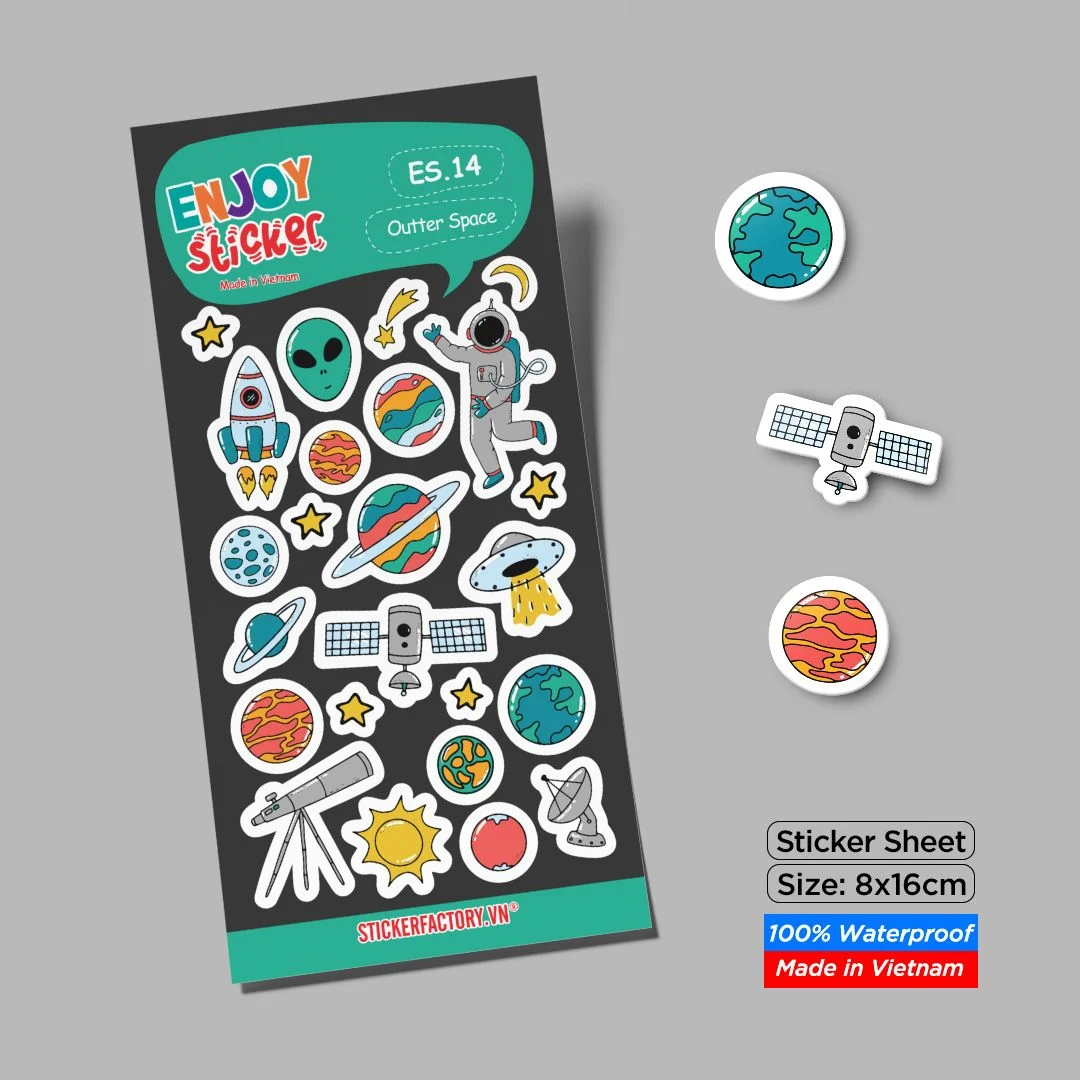 ENJOY
sticker
Made in Vietnam
ES.14
Outter Space
STICKERFACTORY.VN®
Sticker Sheet
Size: 8x16cm
100% Waterproof
Made in Vietnam